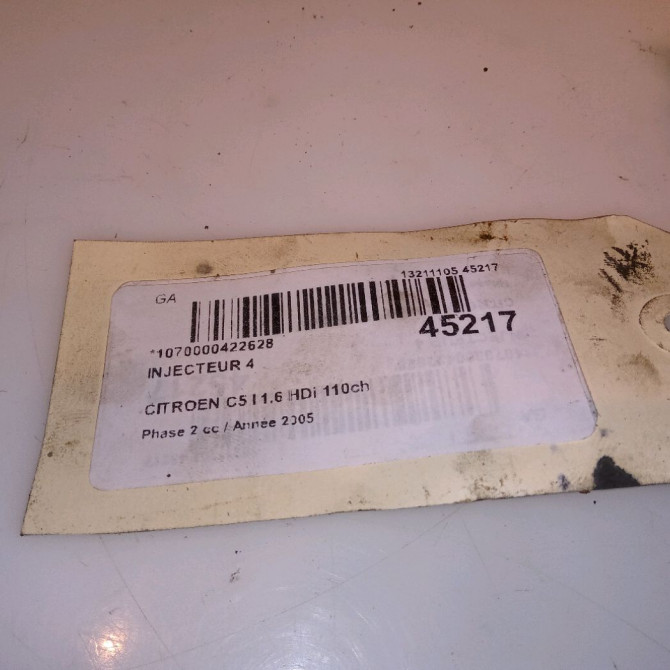 GA
13211105 45217
45217
*1070000422628
INJECTEUR 4
CITROEN C5 I 1.6 HDi 110ch
Phase 2 cc / Année 2005